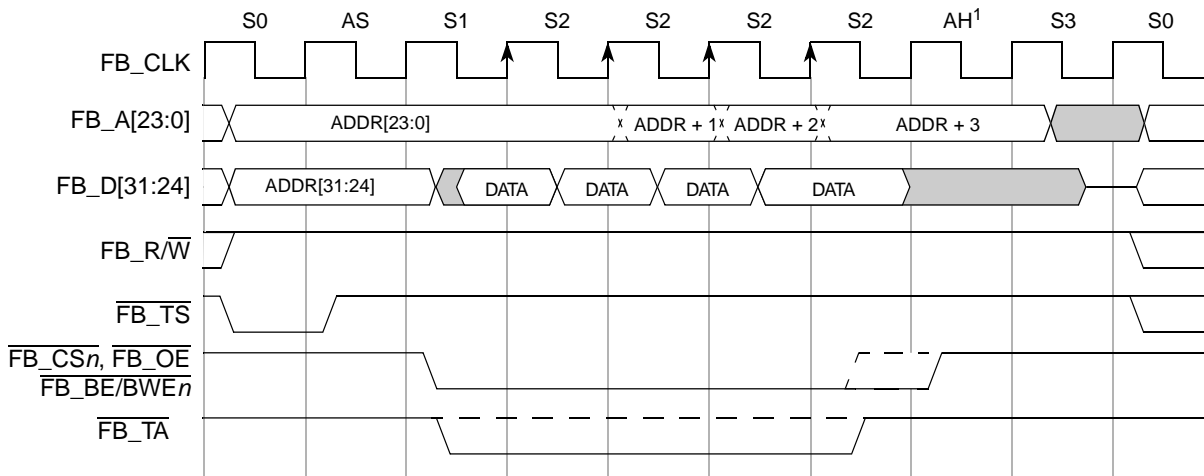 S0 AS S1 S2 S2 S2 S2 AH1 S3 S0
FB_CLK
FB_A[23:0] ADDR[23:0] ADDR + 1 ADDR + 2 ADDR + 3
FB_D[31:24] ADDR[31:24] DATA DATA DATA DATA
FB_R/W
FB_TS
FB_CSn, FB_OE
FB_BE/BWEn
FB_TA